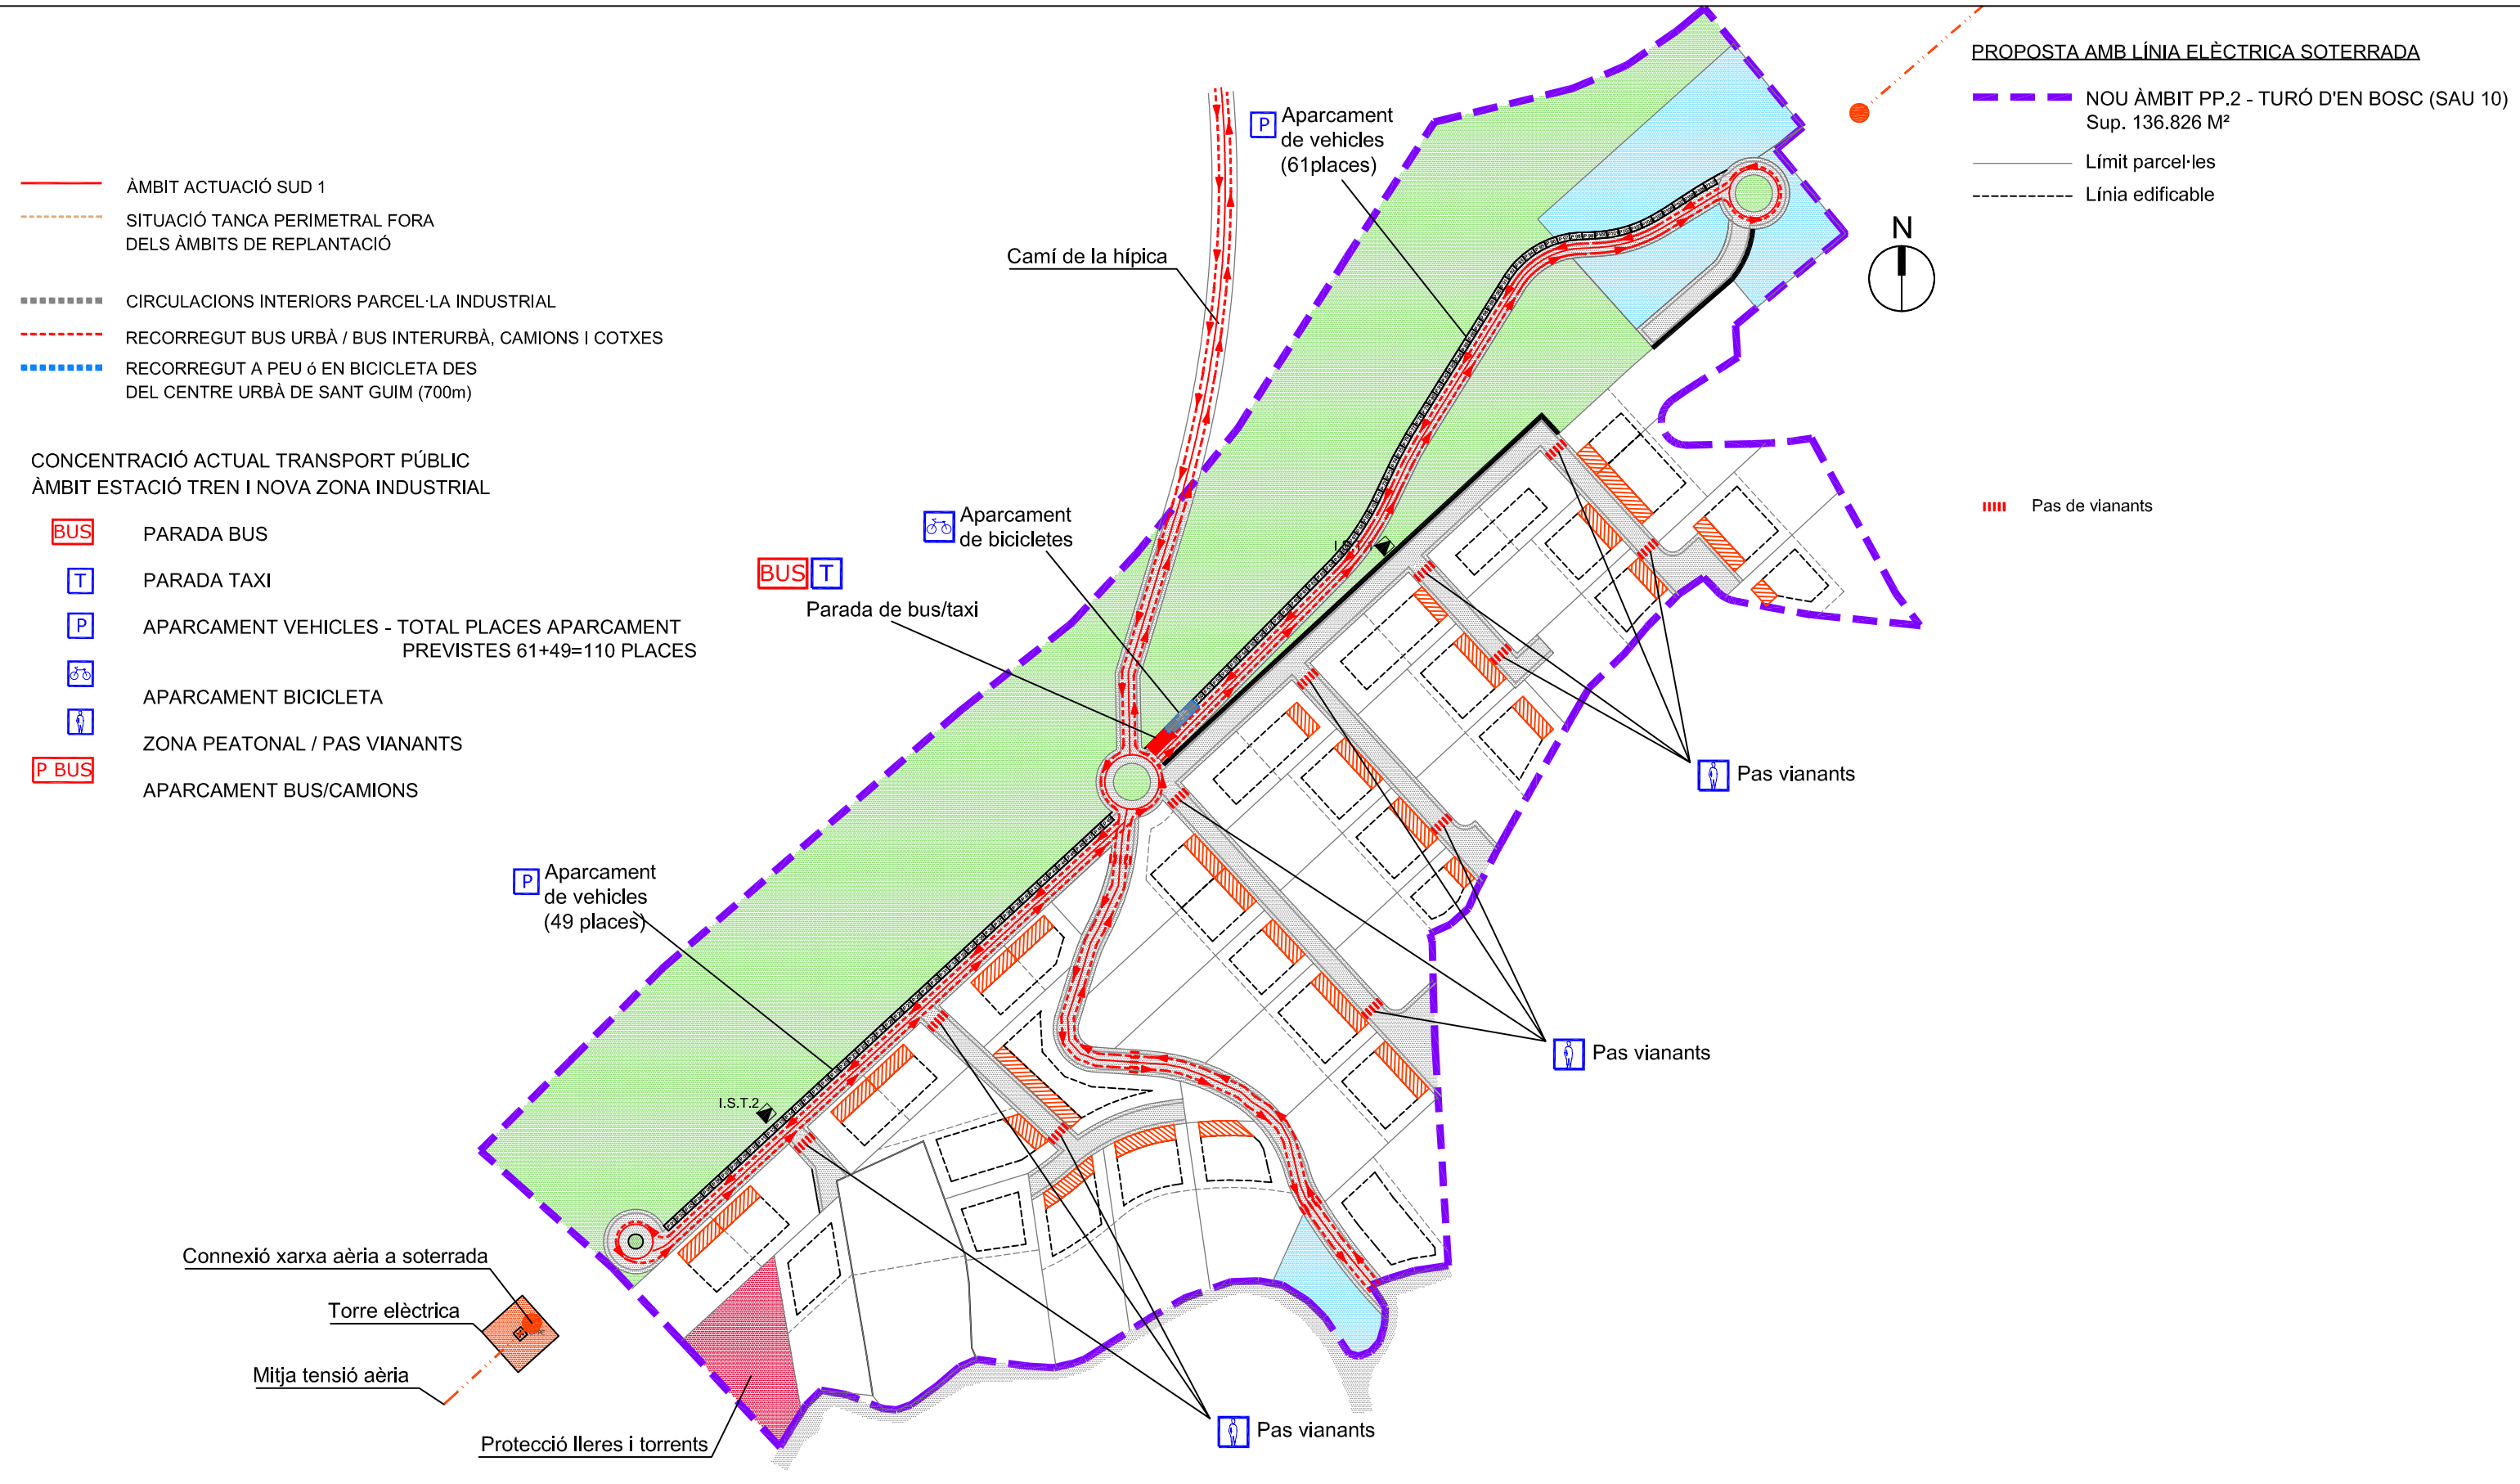 PROPOSTA AMB LÍNIA ELÈCTRICA SOTERRADA
NOU ÀMBIT PP.2 - TURÓ D'EN BOSC (SAU 10)
Sup. 136.826 M²
Límit parcel·les
Línia edificable
N
Pas de vianants
ÀMBIT ACTUACIÓ SUD 1
SITUACIÓ TANCA PERIMETRAL FORA
DELS ÀMBITS DE REPLANTACIÓ
CIRCULACIONS INTERIORS PARCEL·LA INDUSTRIAL
RECORREGUT BUS URBÀ / BUS INTERURBÀ, CAMIONS I COTXES
RECORREGUT A PEU ó EN BICICLETA DES
DEL CENTRE URBÀ DE SANT GUIM (700m)
CONCENTRACIÓ ACTUAL TRANSPORT PÚBLIC
ÀMBIT ESTACIÓ TREN I NOVA ZONA INDUSTRIAL
BUS PARADA BUS
T PARADA TAXI
P APARCAMENT VEHICLES - TOTAL PLACES APARCAMENT
PREVISTES 61+49=110 PLACES
APARCAMENT BICICLETA
ZONA PEATONAL / PAS VIANANTS
P BUS
APARCAMENT BUS/CAMIONS
P Aparcament
de vehicles
(61places)
Camí de la hípica
Aparcament
de bicicletes
BUS T
Parada de bus/taxi
P Aparcament
de vehicles
(49 places)
I.S.T.2
Pas vianants
Pas vianants
Pas vianants
Connexió xarxa aèria a soterrada
Torre elèctrica
Mitja tensió aèria
Protecció lleres i torrents